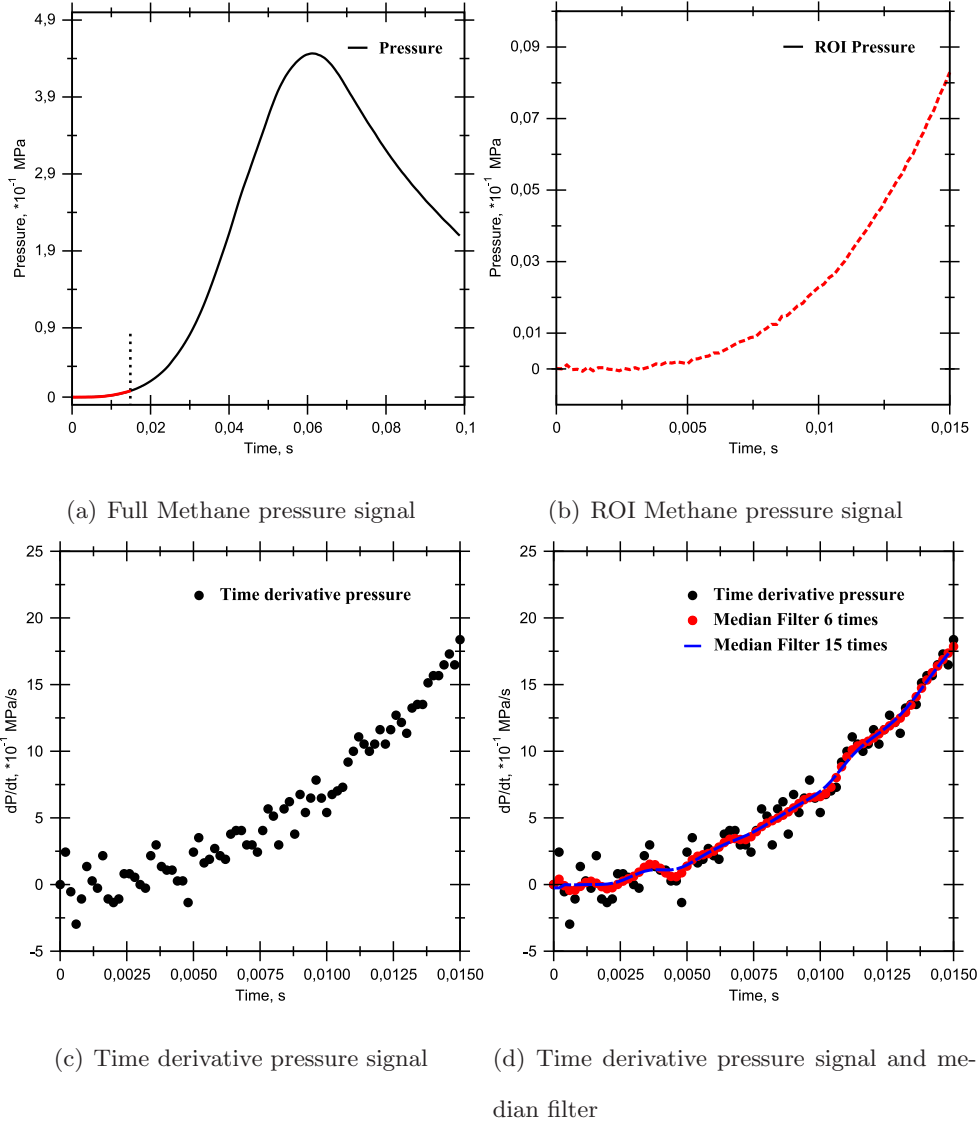 4,9
3,9
2,9
1,9
0,9
0
Pressure, *10⁻¹ MPa
Pressure
0
0,02
0,04
0,06
0,08
0,1
Time, s
(a) Full Methane pressure signal
0,09
0,07
0,05
0,03
0,01
0
Pressure, *10⁻¹ MPa
ROI Pressure
0
0,005
0,01
0,015
Time, s
(b) ROI Methane pressure signal
25
20
15
10
5
0
-5
dP/dt, *10⁻¹ MPa/s
Time derivative pressure
0
0,0025
0,0050
0,0075
0,0100
0,0125
0,0150
Time, s
(c) Time derivative pressure signal
25
20
15
10
5
0
-5
dP/dt, *10⁻¹ MPa/s
Time derivative pressure
Median Filter 6 times
Median Filter 15 times
0
0,0025
0,0050
0,0075
0,0100
0,0125
0,0150
Time, s
(d) Time derivative pressure signal and me-
dian filter